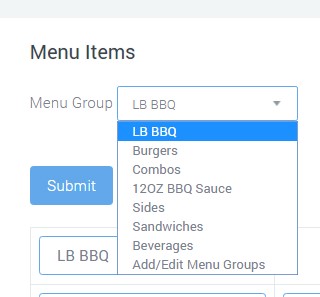 Menu Items
Menu Group LB BBQ
LB BBQ
Burgers
Combos
12OZ BBQ Sauce
Sides
Sandwiches
Beverages
Add/Edit Menu Groups
Submit
LB BBQ